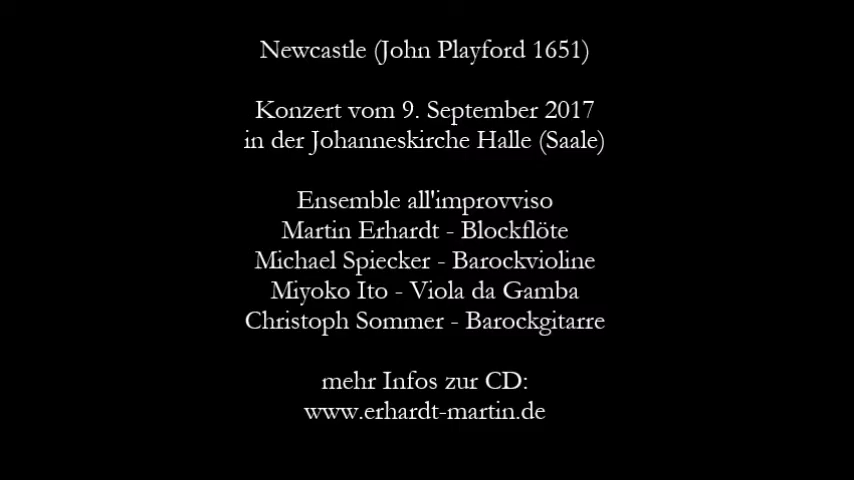 Newcastle (John Playford 1651)
Konzert vom 9. September 2017
in der Johanneskirche Halle (Saale)
Ensemble all'improvviso
Martin Erhardt - Blockflöte
Michael Spiecker - Barockvioline
Miyoko Ito - Viola da Gamba
Christoph Sommer - Barockgitarre
mehr Infos zur CD:
www.erhardt-martin.de